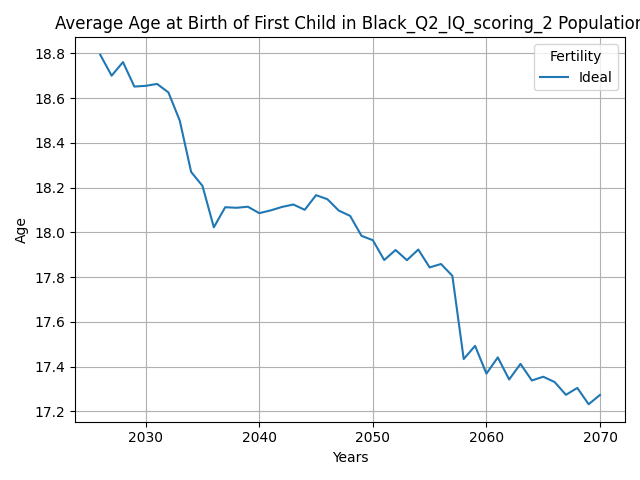 Average Age at Birth of First Child in Black_Q2_IQ_scoring_2 Population
Fertility
Ideal
18.8
18.6
18.4
18.2
18.0
17.8
17.6
17.4
17.2
Age
2030 2040 2050 2060 2070
Years